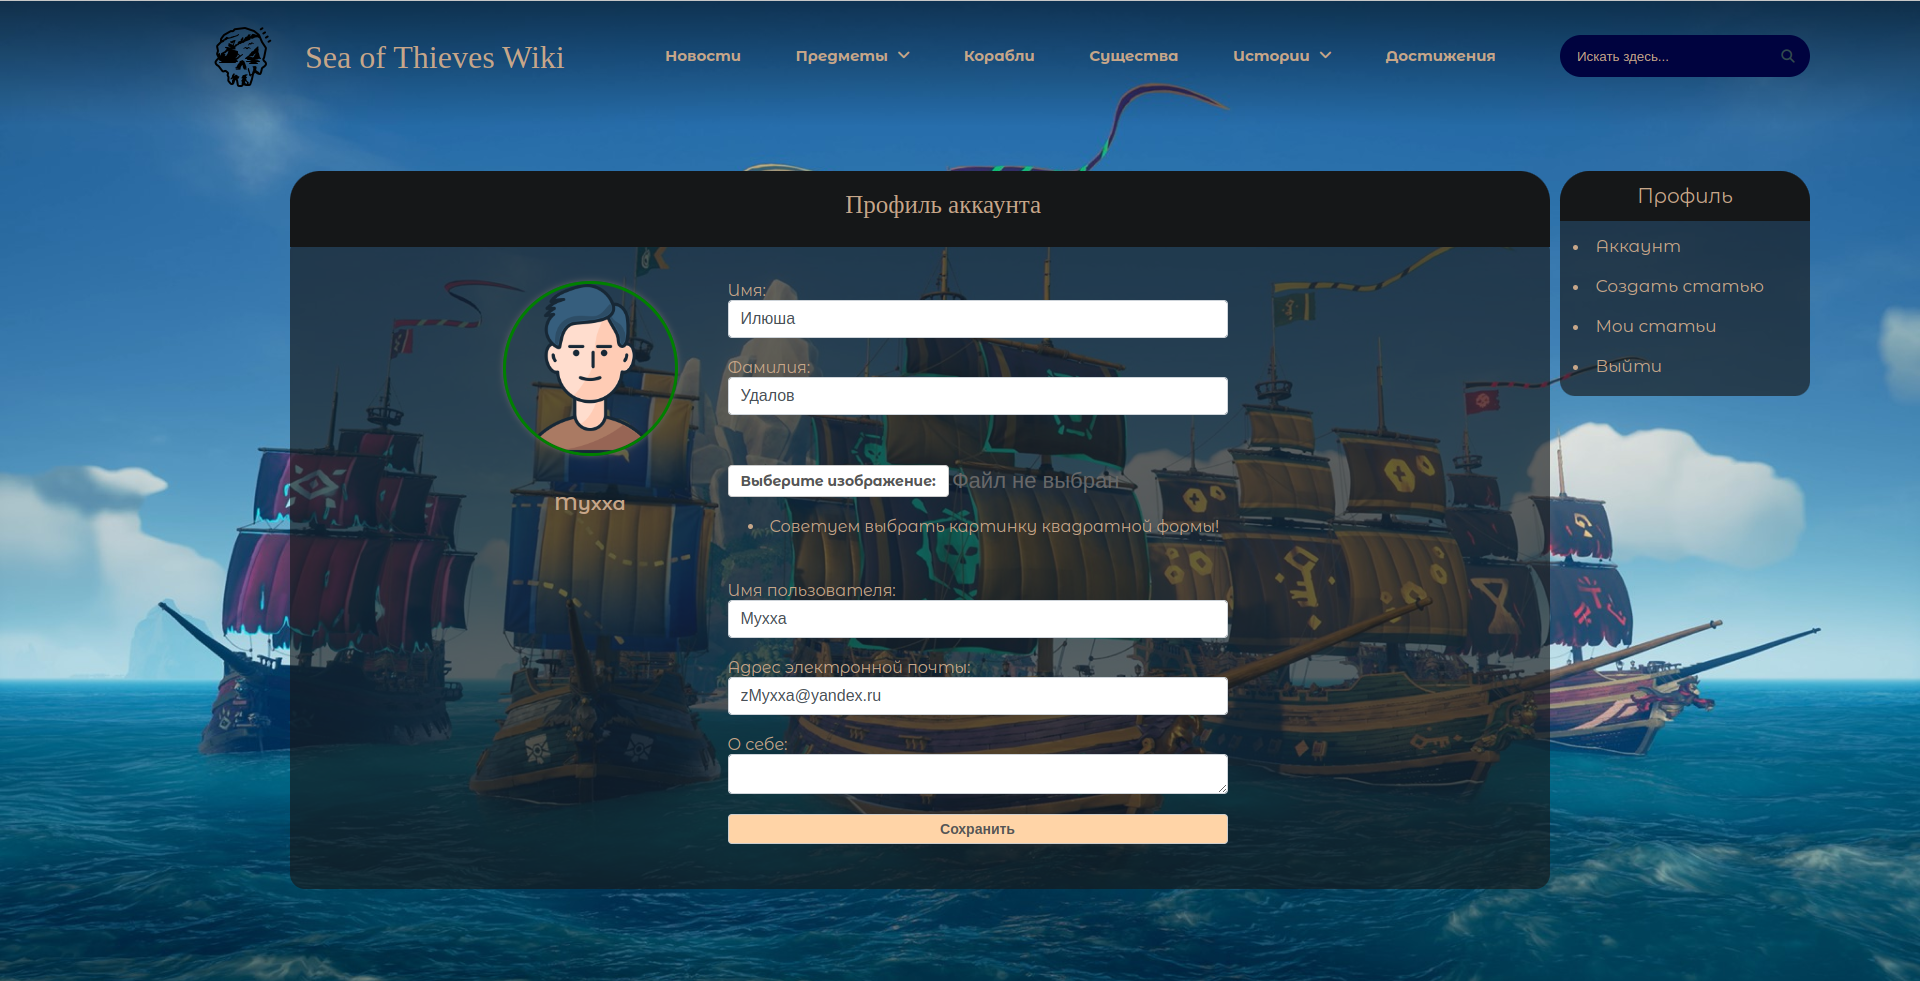 Sea of Thieves Wiki
Новости
Предметы
Корабли
Существа
Истории
Достижения
Искать здесь...
Профиль аккаунта
Имя:
Илюша
Фамилия:
Удалов
Выберите изображение: Файл не выбран
Советуем выбрать картинку квадратной формы!
Мухха
Имя пользователя:
Мухха
Адрес электронной почты:
zMyxxa@yandex.ru
О себе:
Сохранить
Профиль
Аккаунт
Создать статью
Мои статьи
Выйти